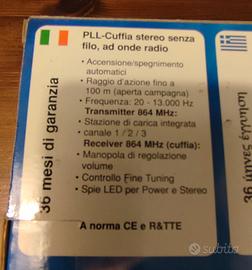 PLL-Cuffia stereo senza
filo, ad onde radio
• Accensione/spegnimento
automatici
• Raggio d'azione fino a
100 m (aperta campagna)
• Frequenza: 20 - 13.000 Hz
Transmitter 864 MHz:
• Stazione di carica integrata
• canale 1 / 2 / 3
Receiver 864 MHz (cuffia):
• Manopola di regolazione
volume
• Controllo Fine Tuning
• Spie LED per Power e Stereo
A norma CE e R&TTE
36 mesi di garanzia
36
subito